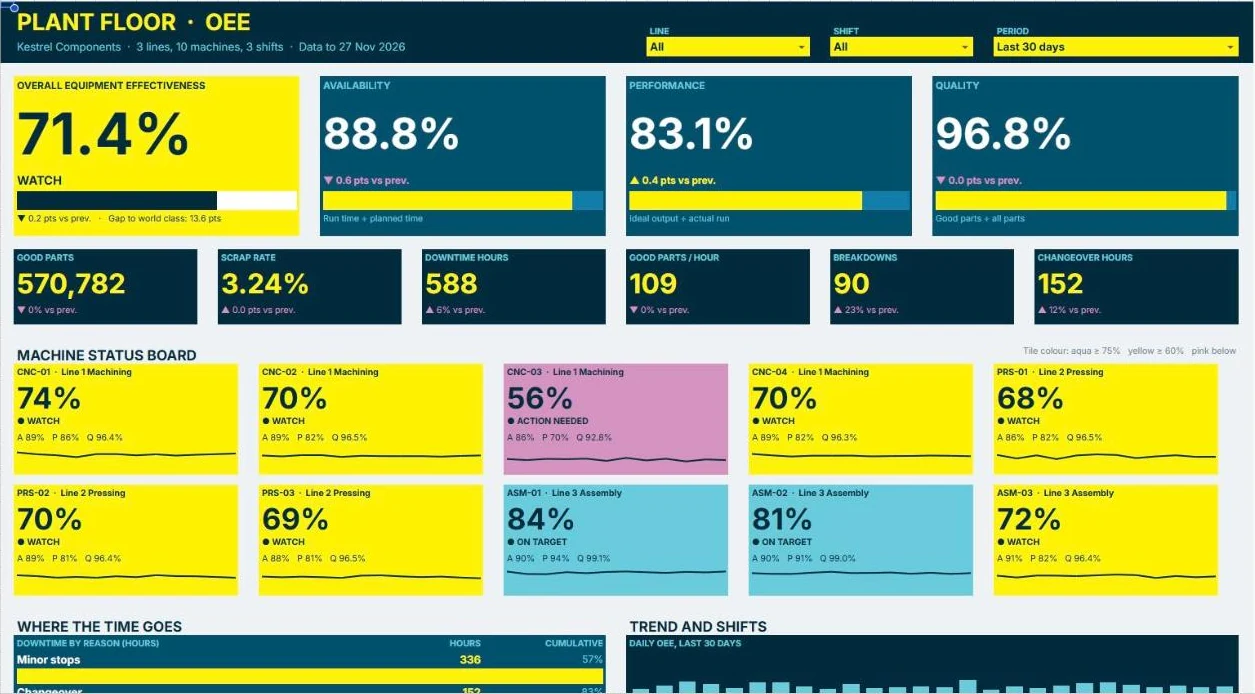 PLANT FLOOR · OEE
Kestrel Components · 3 lines, 10 machines, 3 shifts · Data to 27 Nov 2026
LINE
All
SHIFT
All
PERIOD
Last 30 days
OVERALL EQUIPMENT EFFECTIVENESS
71.4%
WATCH
▼ 0.2 pts vs prev. · Gap to world class: 13.6 pts
AVAILABILITY
88.8%
▼ 0.6 pts vs prev.
Run time ÷ planned time
PERFORMANCE
83.1%
▲ 0.4 pts vs prev.
Ideal output ÷ actual run
QUALITY
96.8%
▼ 0.0 pts vs prev.
Good parts ÷ all parts
GOOD PARTS
570,782
▼ 0% vs prev.
SCRAP RATE
3.24%
▲ 0.0 pts vs prev.
DOWNTIME HOURS
588
▲ 6% vs prev.
GOOD PARTS / HOUR
109
▼ 0% vs prev.
BREAKDOWNS
90
▲ 23% vs prev.
CHANGEOVER HOURS
152
▲ 12% vs prev.
MACHINE STATUS BOARD
Tile colour: aqua ≥ 75% yellow ≥ 60% pink below
CNC-01 · Line 1 Machining
74%
● WATCH
A 89% P 86% Q 96.4%
CNC-02 · Line 1 Machining
70%
● WATCH
A 89% P 82% Q 96.5%
CNC-03 · Line 1 Machining
56%
● ACTION NEEDED
A 86% P 70% Q 92.8%
CNC-04 · Line 1 Machining
70%
● WATCH
A 89% P 82% Q 96.3%
PRS-01 · Line 2 Pressing
68%
● WATCH
A 86% P 82% Q 96.5%
PRS-02 · Line 2 Pressing
70%
● WATCH
A 89% P 81% Q 96.4%
PRS-03 · Line 2 Pressing
69%
● WATCH
A 88% P 81% Q 96.5%
ASM-01 · Line 3 Assembly
84%
● ON TARGET
A 90% P 94% Q 99.1%
ASM-02 · Line 3 Assembly
81%
● ON TARGET
A 90% P 91% Q 99.0%
ASM-03 · Line 3 Assembly
72%
● WATCH
A 91% P 82% Q 96.4%
WHERE THE TIME GOES
DOWNTIME BY REASON (HOURS) HOURS CUMULATIVE
Minor stops 336 57%
Changeover 152 83%
TREND AND SHIFTS
DAILY OEE, LAST 30 DAYS